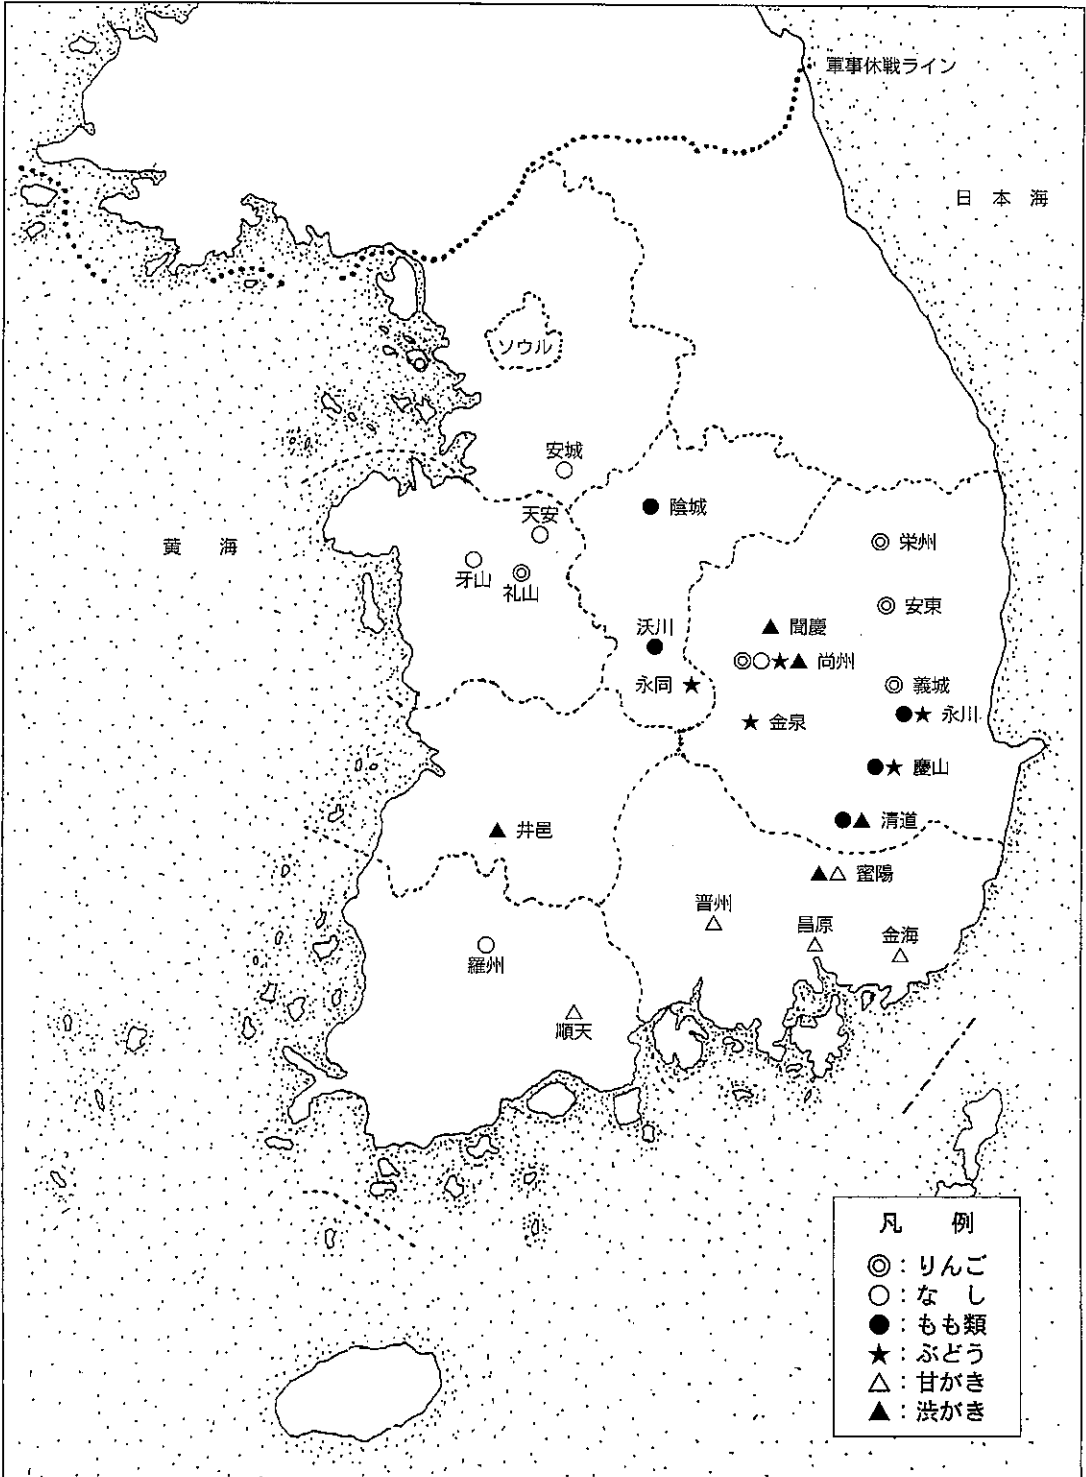 軍事休戦ライン
日本海
ソウル
安城
陰城
天安
黄海
栄州
牙山
礼山
安東
沃川
聞慶
◎○★▲尚州
永同★
義城
★金泉
●★永川
●★慶山
●▲清道
▲井邑
▲△蜜陽
晋州
昌原
金海
羅州
順天
凡例
◎:りんご
○:なし
●:もも類
★:ぶどう
△:甘がき
▲:渋がき